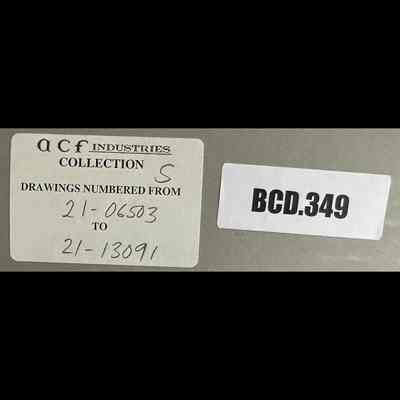 acf INDUSTRIES
COLLECTION S
DRAWINGS NUMBERED FROM
21-06503
TO
21-13091
BCD.349